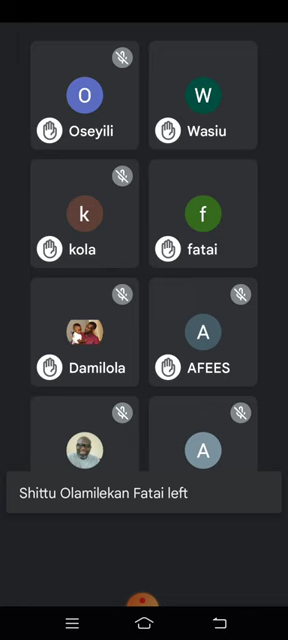 O
W
Oseyili
Wasiu
k
f
kola
fatai
A
Damilola
AFEES
A
Shittu Olamilekan Fatai left